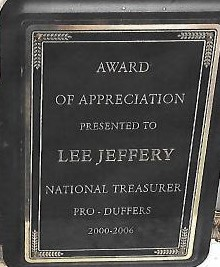 AWARD
OF APPRECIATION
PRESENTED TO
LEE JEFFERY
NATIONAL TREASURER
PRO - DUFFERS
2000-2006